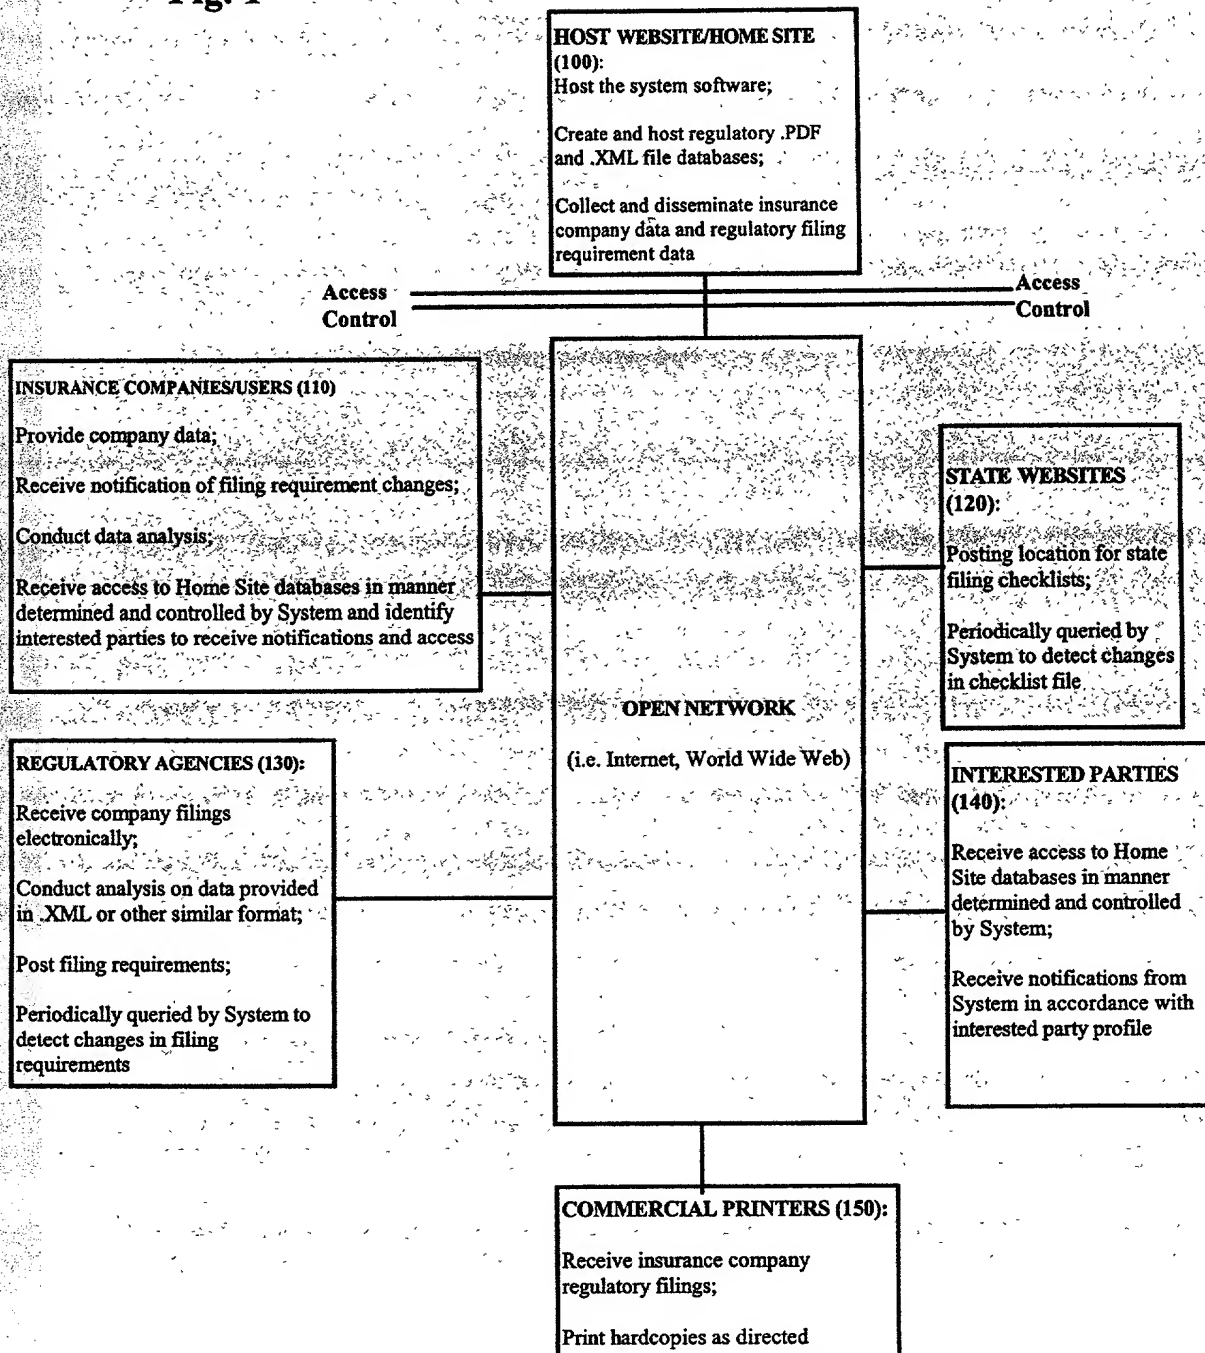 Fig. 1
HOST WEBSITE/HOME SITE
(100):
Host the system software;
Create and host regulatory .PDF
and .XML file databases;
Collect and disseminate insurance
company data and regulatory filing
requirement data
Access
Control
Access
Control
INSURANCE COMPANIES/USERS (110)
Provide company data;
Receive notification of filing requirement changes;
Conduct data analysis;
Receive access to Home Site databases in manner
determined and controlled by System and identify
interested parties to receive notifications and access
STATE WEBSITES
(120):
Posting location for state
filing checklists;
Periodically queried by
System to detect changes
in checklist file
OPEN NETWORK
(i.e. Internet, World Wide Web)
REGULATORY AGENCIES (130):
Receive company filings
electronically;
Conduct analysis on data provided
in .XML or other similar format;
Post filing requirements;
Periodically queried by System to
detect changes in filing
requirements
INTERESTED PARTIES
(140):
Receive access to Home
Site databases in manner
determined and controlled
by System;
Receive notifications from
System in accordance with
interested party profile
COMMERCIAL PRINTERS (150):
Receive insurance company
regulatory filings;
Print hardcopies as directed